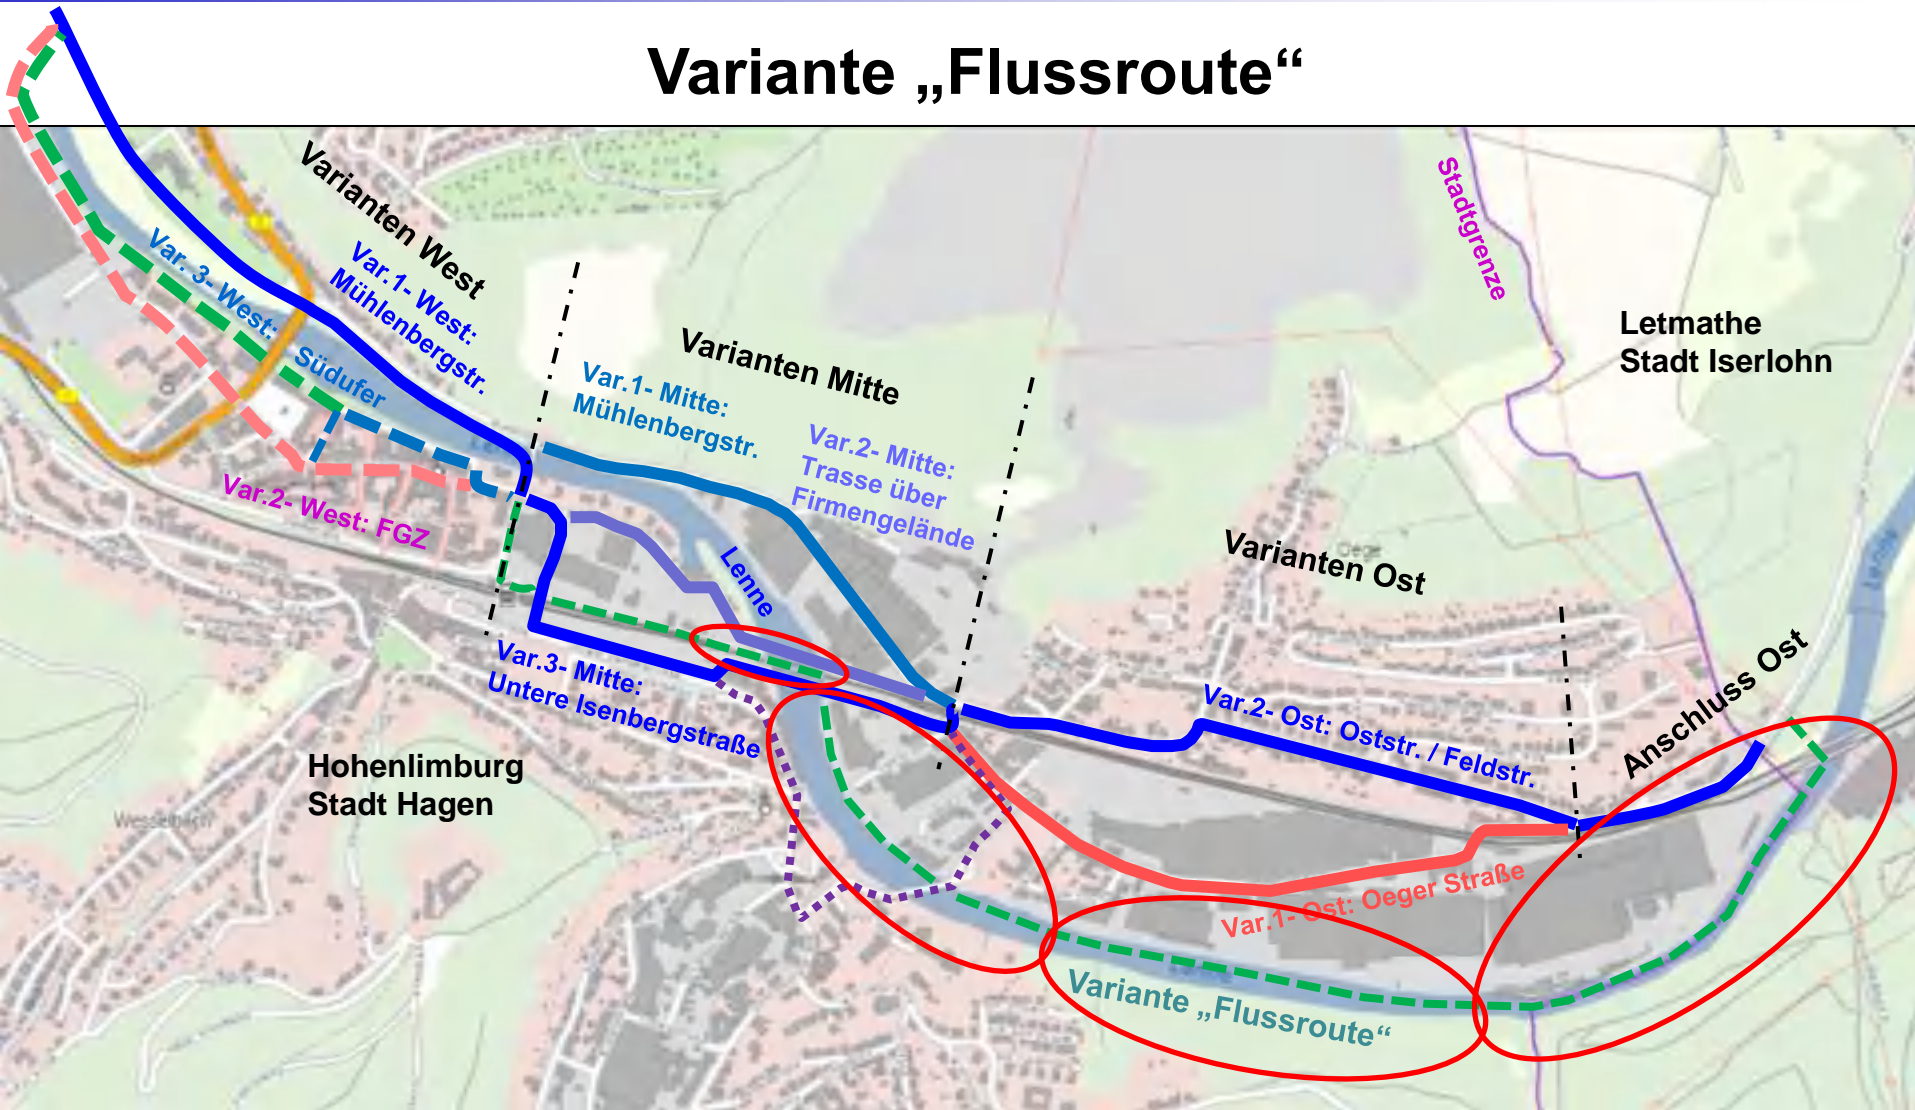 Variante „Flussroute“
Varianten West
Stadtgrenze
Var. 3- West:
Südufer
Var.1- West:
Mühlenbergstr.
Letmathe
Stadt Iserlohn
Varianten Mitte
Var.1- Mitte:
Mühlenbergstr.
Var.2- Mitte:
Trasse über
Firmengelände
Var.2- West: FGZ
Lenne
Varianten Ost
Oege
Var.3- Mitte:
Untere Isenbergstraße
Var.2- Ost: Oststr. / Feldstr.
Anschluss Ost
Hohenlimburg
Stadt Hagen
Wesselbach
Var.1- Ost: Oeger Straße
Variante „Flussroute“
Lenne